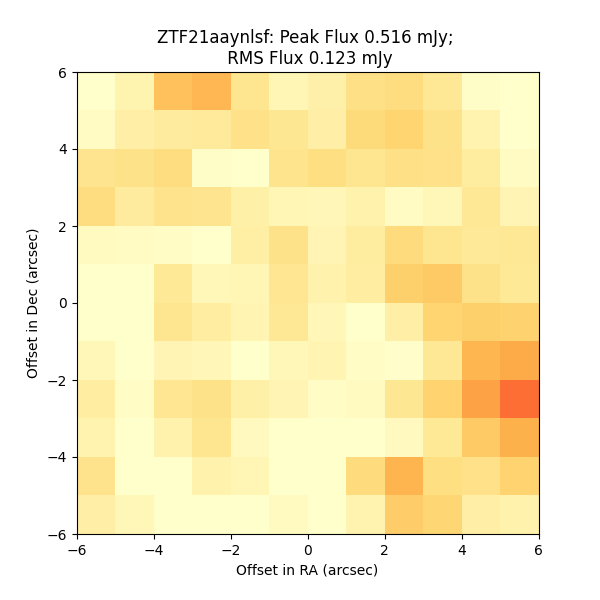 ZTF21aaynlsf: Peak Flux 0.516 mJy;
RMS Flux 0.123 mJy
6
4
2
0
−2
−4
−6
Offset in Dec (arcsec)
−6 −4 −2 0 2 4 6
Offset in RA (arcsec)